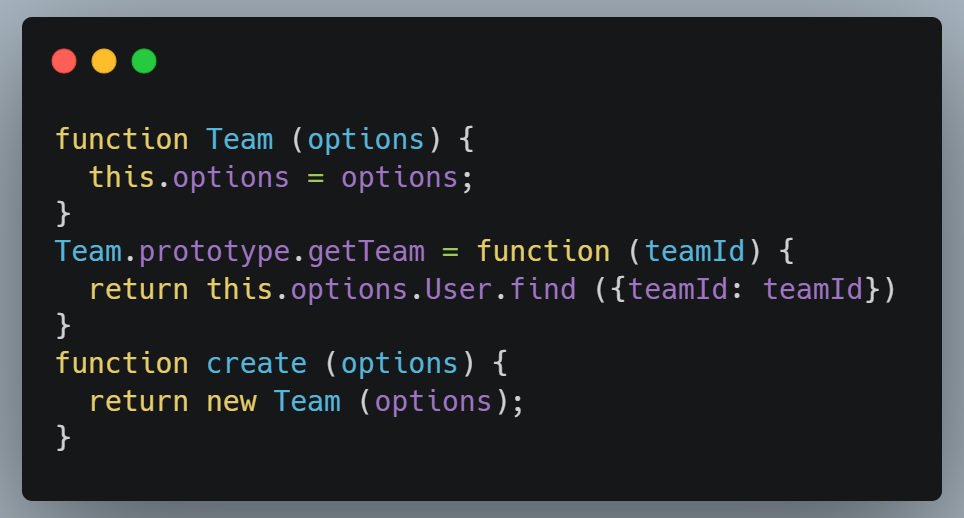 function Team (options) {
  this.options = options;
}
Team.prototype.getTeam = function (teamId) {
  return this.options.User.find ({teamId: teamId})
}
function create (options) {
  return new Team (options);
}